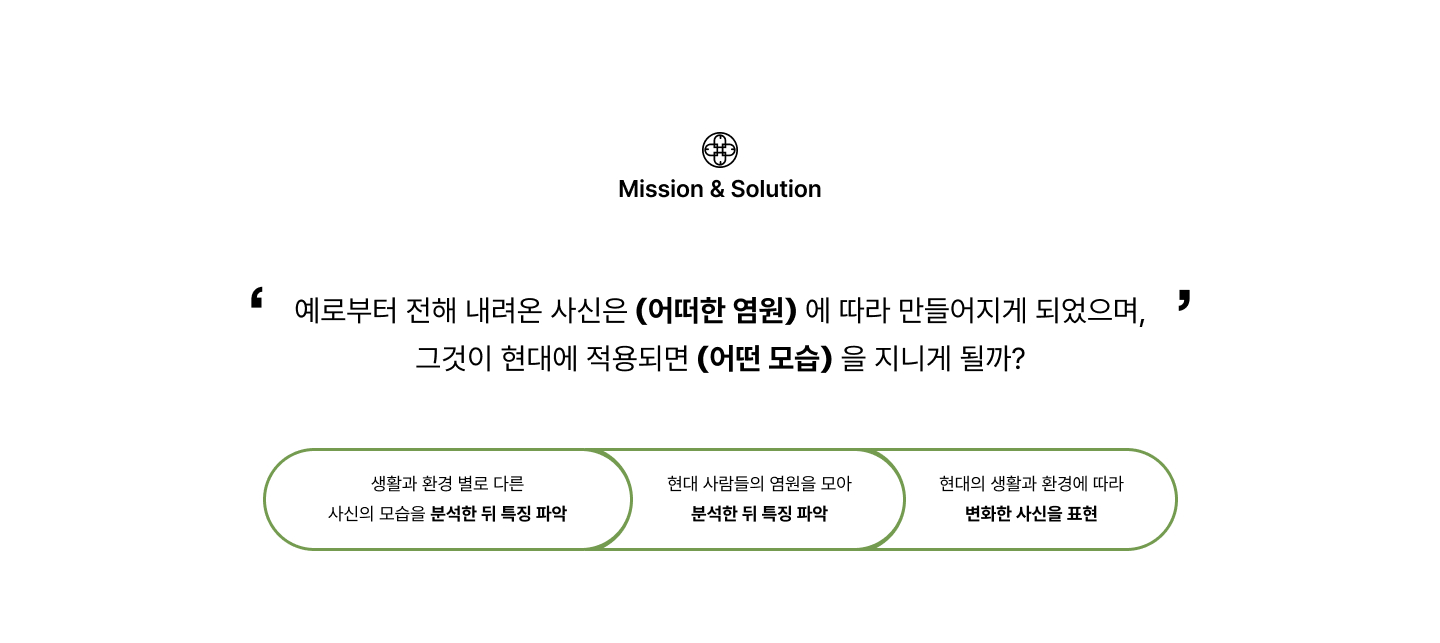 Mission & Solution
‘ 예로부터 전해 내려온 사신은 (어떠한 염원) 에 따라 만들어지게 되었으며, ’
그것이 현대에 적용되면 (어떤 모습) 을 지니게 될까?
생활과 환경 별로 다른
사신의 모습을 분석한 뒤 특징 파악
현대 사람들의 염원을 모아
분석한 뒤 특징 파악
현대의 생활과 환경에 따라
변화한 사신을 표현